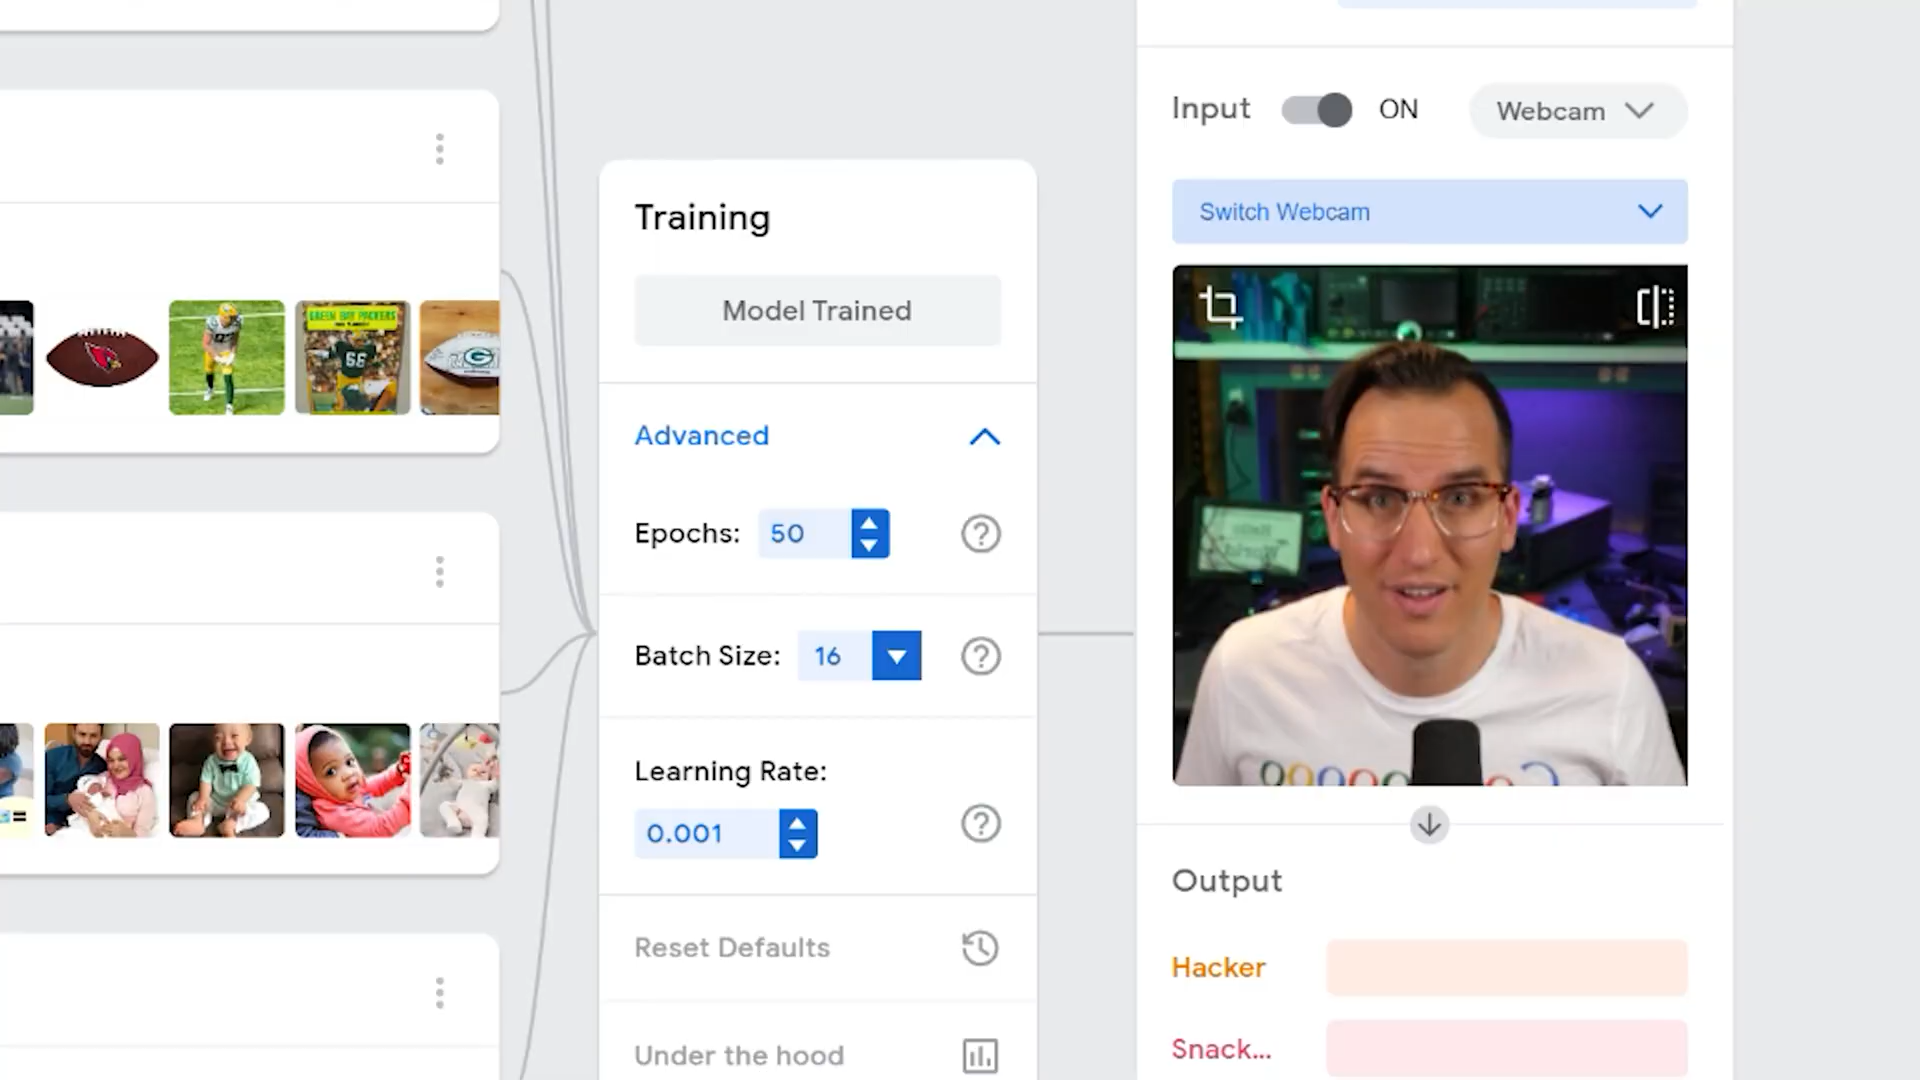 Input ON Webcam
Switch Webcam
Training
Model Trained
Advanced
Epochs: 50
Batch Size: 16
Learning Rate:
0.001
Reset Defaults
Under the hood
Output
Hacker
Snack...
GREEN BAY PACKERS
66
G